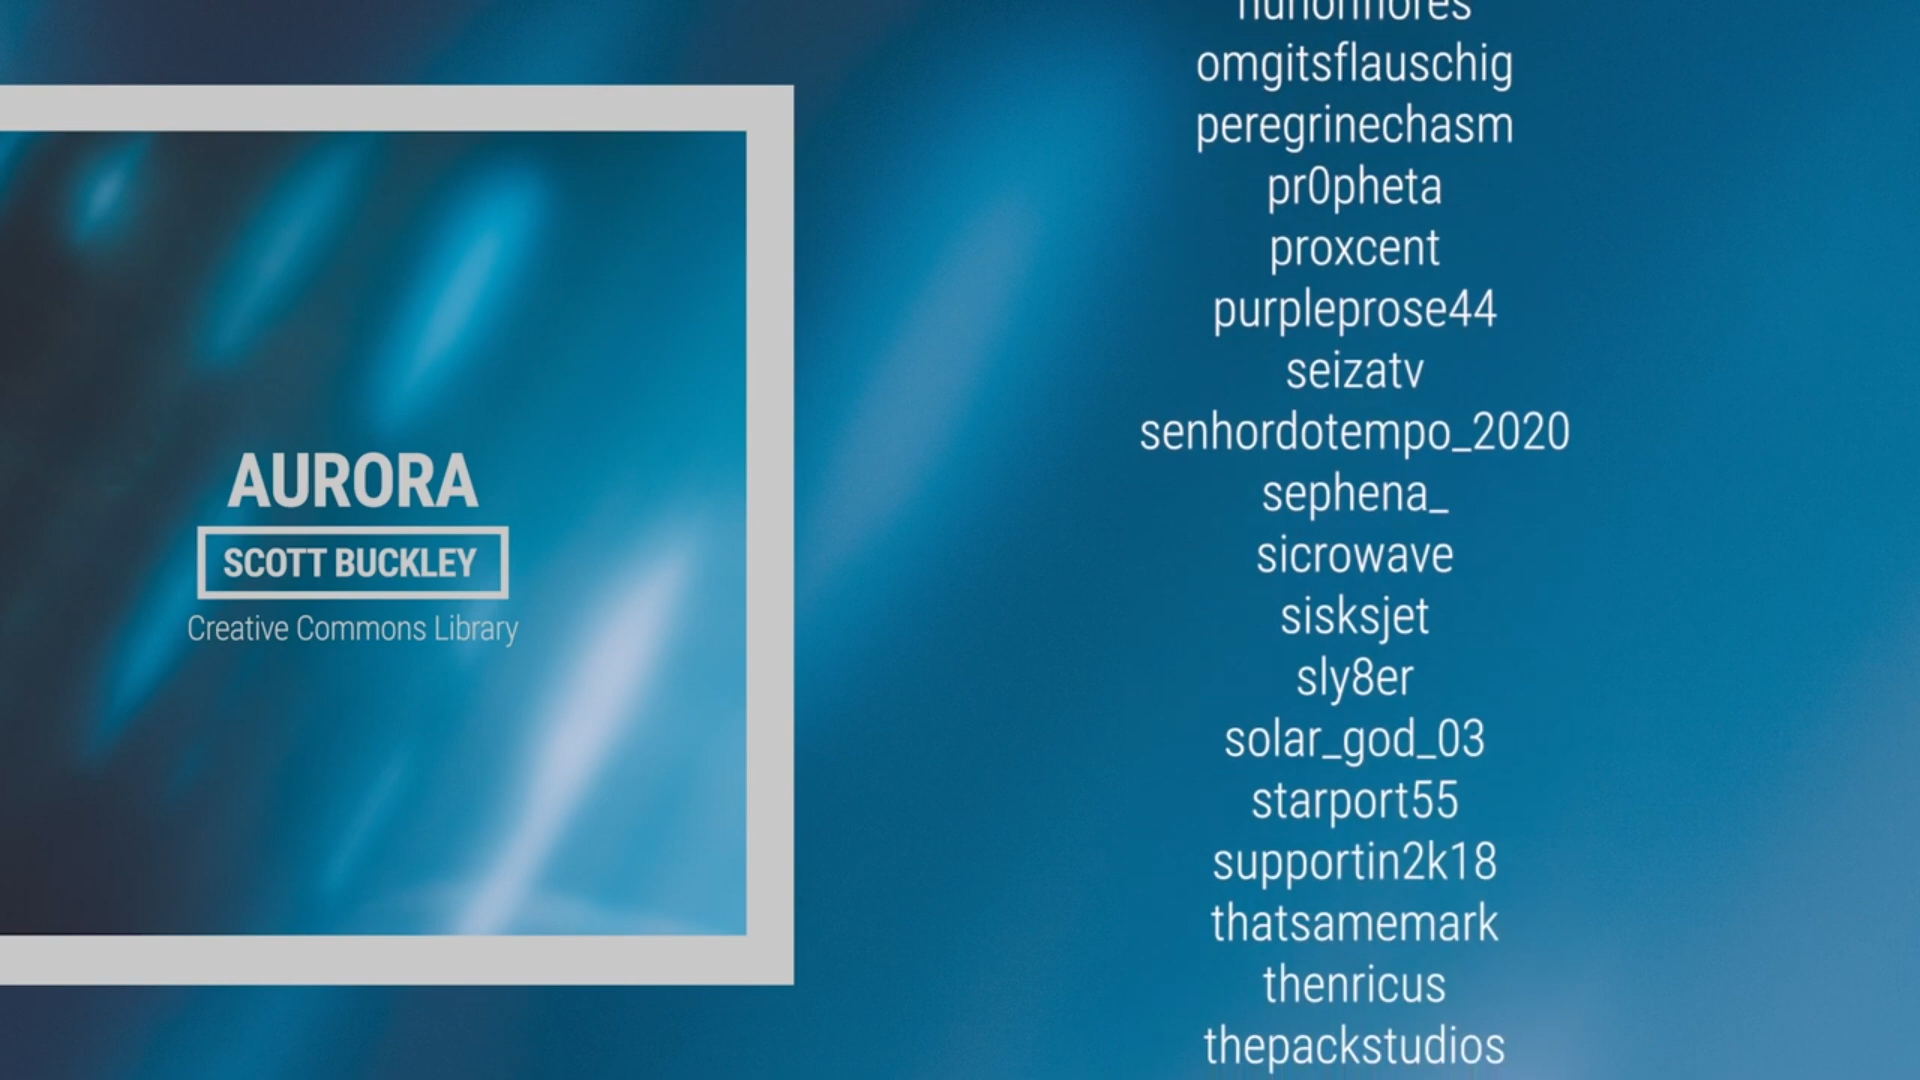 AURORA
SCOTT BUCKLEY
Creative Commons Library
omgitsflauschig
peregrinechasm
pr0pheta
proxcent
purpleprose44
seizatv
senhordotempo_2020
sephena_
sicrowave
sisksjet
sly8er
solar_god_03
starport55
supportin2k18
thatsamemark
thenricus
thepackstudios